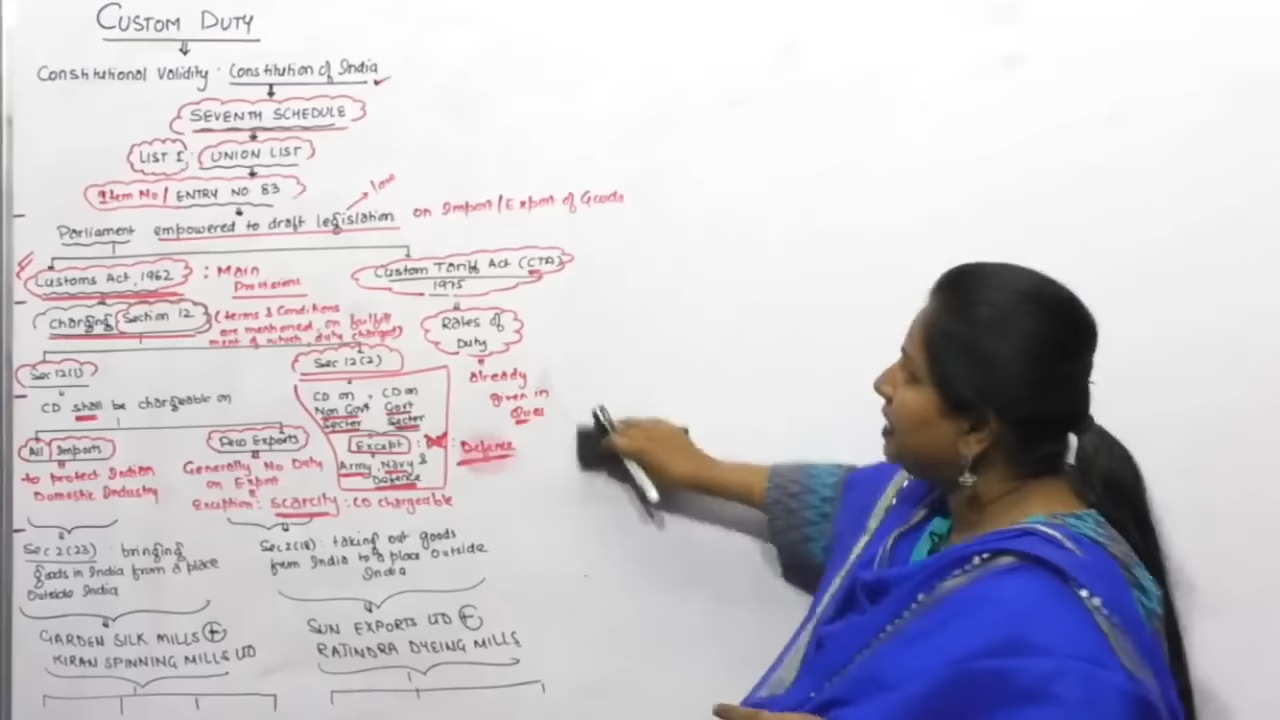 CUSTOM DUTY
Constitutional Validity : Constitution of India
SEVENTH SCHEDULE
LIST I : UNION LIST
Item No / ENTRY NO 83
law
Parliament empowered to draft legislation on Import/Export of Goods
Customs Act, 1962 : Main Provisions
Custom Tariff Act (CTA) 1975
Charging Section 12
(terms & Conditions
are mentioned, on fulfill
ment of which, duty charged)
Rates of
Duty
already
given in
Ques
Sec 12(1)
Sec 12(2)
CD shall be chargeable on
CD on , CD on
Non Govt Govt
Secter Secter
Except :
Army, Navy &
Defence
: Defence
All Imports
to protect Indian
Domestic Industry
Few Exports
Generally No Duty
on Export
Exception : SCARCITY : CD chargeable
Sec 2(23) : bringing
goods in India from a place
Outside India
Sec 2(18) : taking out goods
from India to a place Outside
India
GARDEN SILK MILLS
KIRAN SPINNING MILLS LTD
SUN EXPORTS LTD
RAJINDRA DYEING MILLS